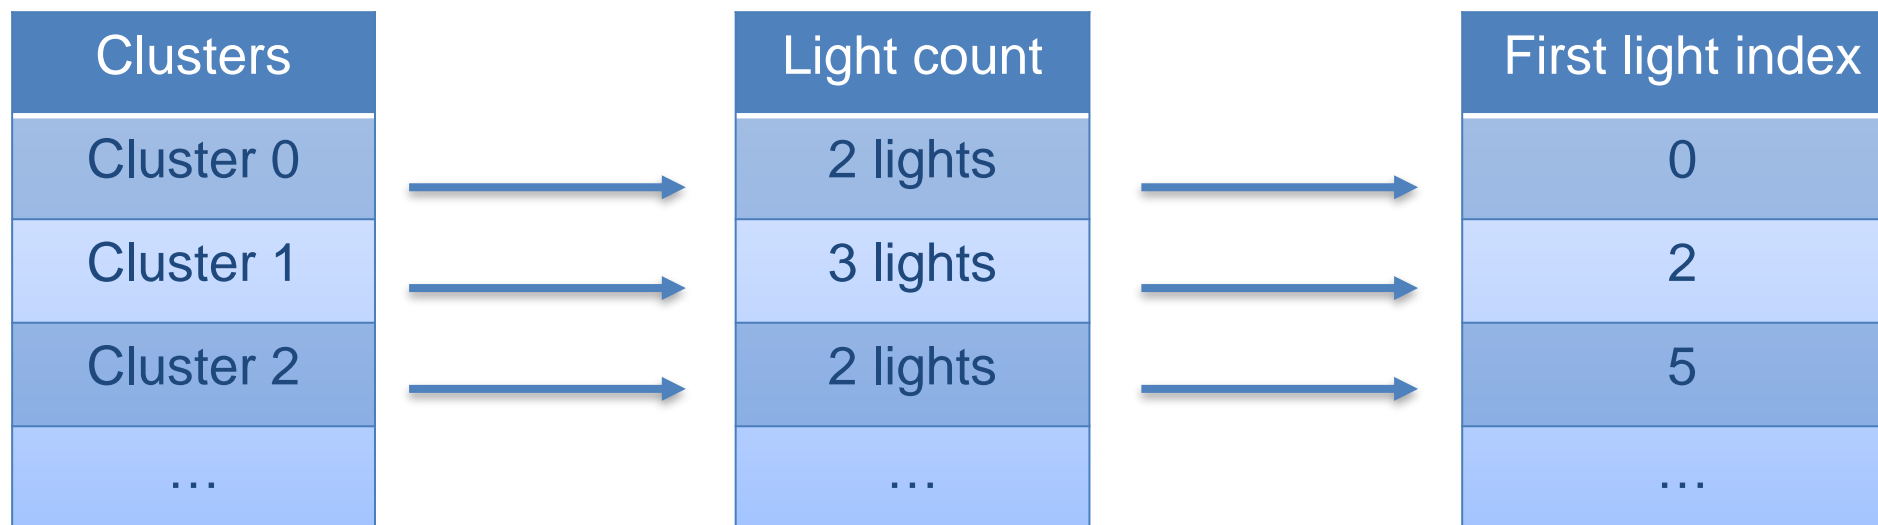 Clusters Light count First light index
Cluster 0 2 lights 0
Cluster 1 3 lights 2
Cluster 2 2 lights 5
… … …